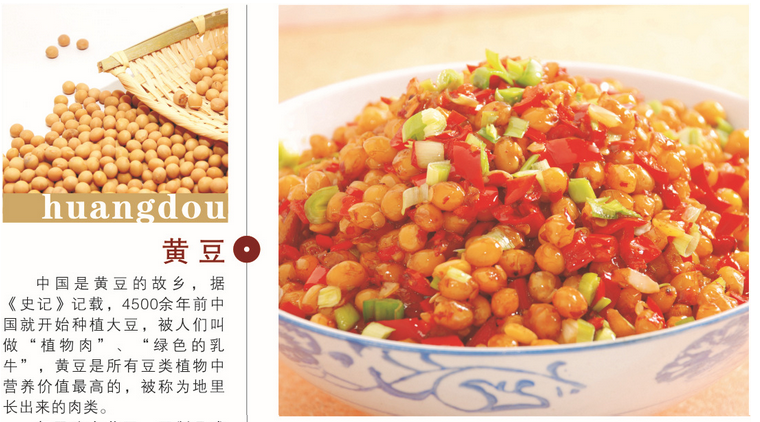 huangdou
黄豆
中国是黄豆的故乡，据
《史记》记载，4500余年前中
国就开始种植大豆，被人们叫
做“植物肉”、“绿色的乳
牛”，黄豆是所有豆类植物中
营养价值最高的，被称为地里
长出来的肉类。